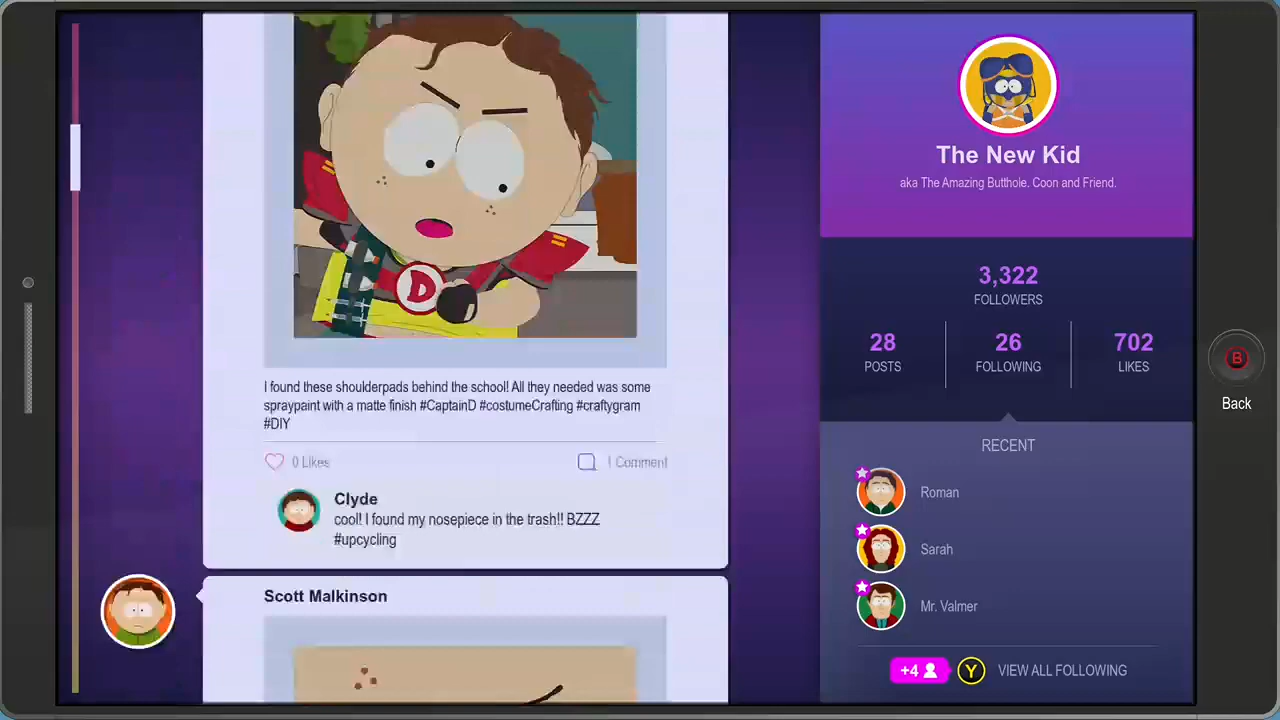 D
I found these shoulderpads behind the school! All they needed was some
spraypaint with a matte finish #CaptainD #costumeCrafting #craftygram
#DIY
0 Likes
1 Comment
Clyde
cool! I found my nosepiece in the trash!! BZZZ
#upcycling
Scott Malkinson
The New Kid
aka The Amazing Butthole. Coon and Friend.
3,322
FOLLOWERS
28
POSTS
26
FOLLOWING
702
LIKES
RECENT
Roman
Sarah
Mr. Valmer
+4
Y
VIEW ALL FOLLOWING
B
Back